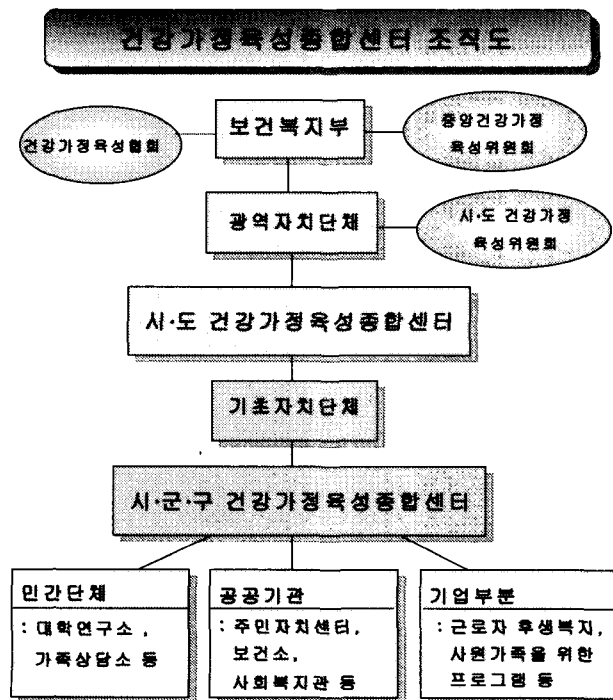 건강가정육성종합센터 조직도
건강가정육성협회
보건복지부
중앙건강가정
육성위원회
광역자치단체
시·도 건강가정
육성위원회
시·도 건강가정육성종합센터
기초자치단체
시·군·구 건강가정육성종합센터
민간단체
: 대학연구소 ,
가족상담소 등
공공기관
: 주민자치센터,
보건소,
사회복지관 등
기업부분
: 근로자 후생복지,
사원가족을 위한
프로그램 등